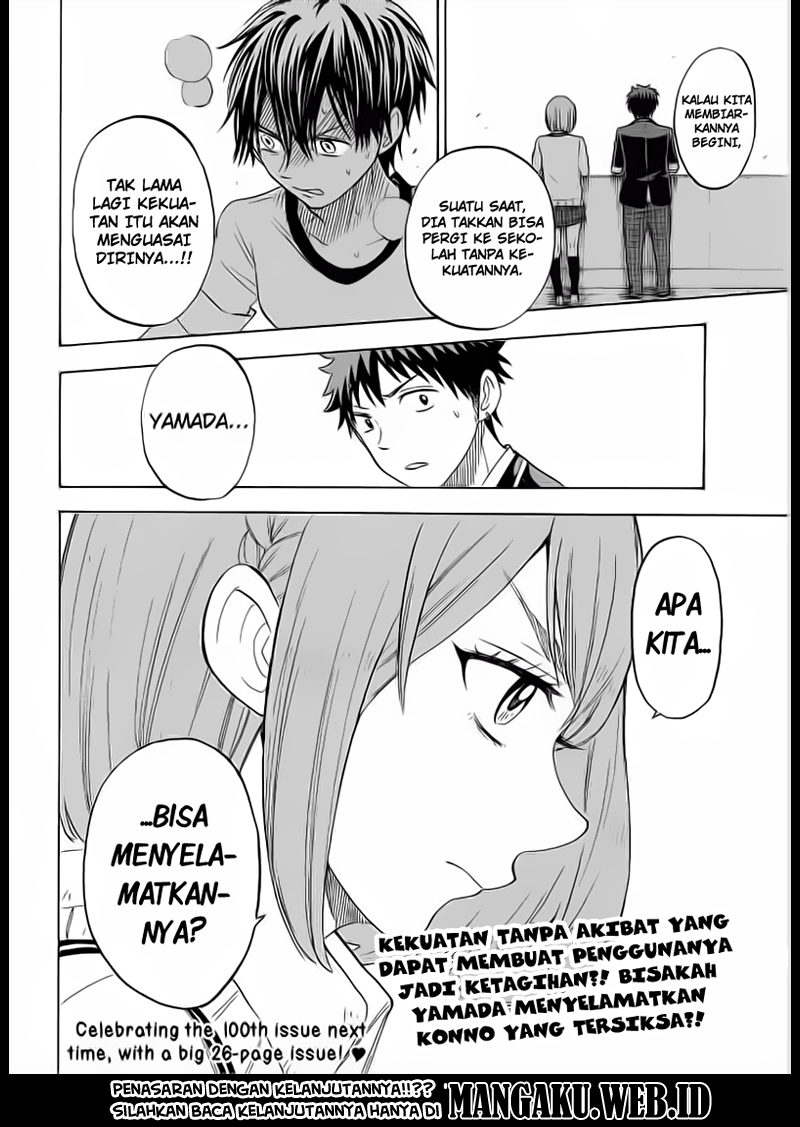 KALAU KITA
MEMBIAR-
KANNYA
BEGINI,
SUATU SAAT,
DIA TAKKAN BISA
PERGI KE SEKO-
LAH TANPA KE-
KUATANNYA.
TAK LAMA
LAGI KEKUA-
TAN ITU AKAN
MENGUASAI
DIRINYA...!!
YAMADA...
APA
KITA...
...BISA
MENYELA-
MATKAN-
NYA?
KEKUATAN TANPA AKIBAT YANG
DAPAT MEMBUAT PENGGUNANYA
JADI KETAGIHAN?! BISAKAH
YAMADA MENYELAMATKAN
KONNO YANG TERSIKSA?!
Celebrating the 100th issue next
time, with a big 26-page issue! ♥
PENASARAN DENGAN KELANJUTANNYA!!??
SILAHKAN BACA KELANJUTANNYA HANYA DI
MANGAKU.WEB.ID